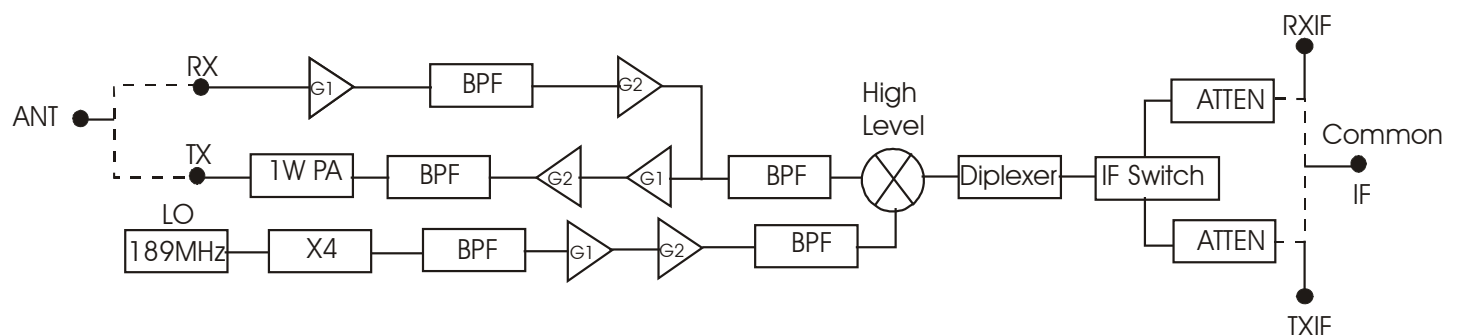 RXIF
RX
G1
BPF
G2
High
Level
ATTEN
ANT
Common
IF
TX
1W PA
BPF
G2
G1
BPF
Diplexer
IF Switch
LO
189MHz
X4
BPF
G1
G2
BPF
ATTEN
TXIF